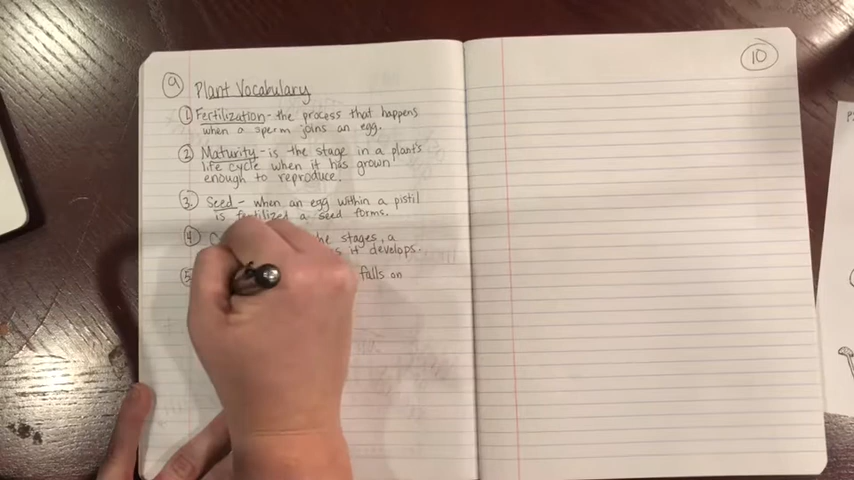 9
Plant Vocabulary
1. Fertilization - the process that happens
when a sperm joins an egg.
2. Maturity - is the stage in a plant's
life cycle when it has grown
enough to reproduce.
3. Seed - when an egg within a pistil
is fertilized a seed forms.
4. stages, a
it develops.
5. falls on
10